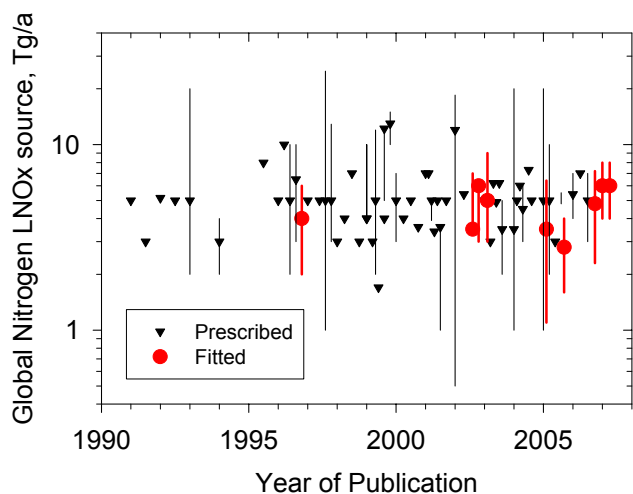 Global Nitrogen LNOx source, Tg/a
10
1
Prescribed
Fitted
1990
1995
2000
2005
Year of Publication